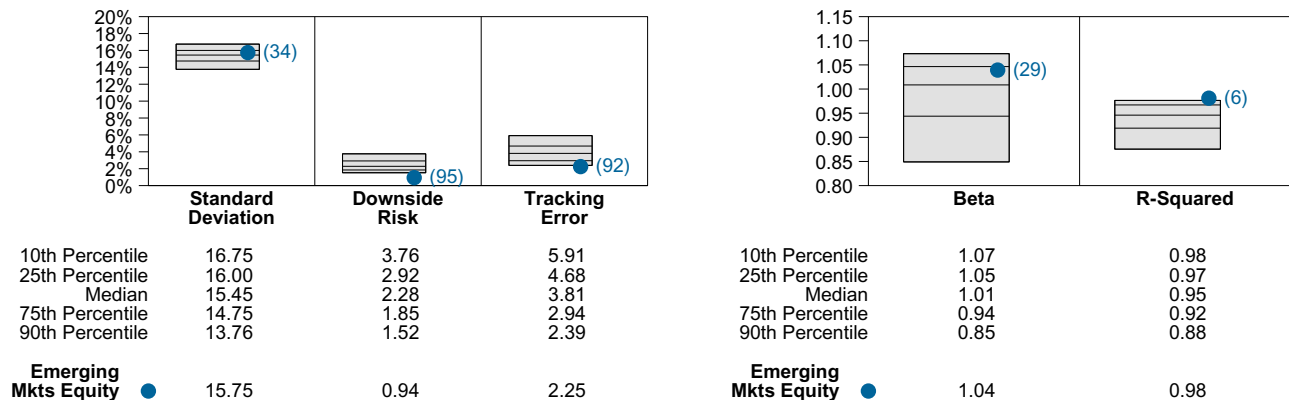 20%
18%
16%
14%
12%
10%
8%
6%
4%
2%
0%
(34)
(95)
(92)
Standard Deviation
Downside Risk
Tracking Error
10th Percentile 16.75 3.76 5.91
25th Percentile 16.00 2.92 4.68
Median 15.45 2.28 3.81
75th Percentile 14.75 1.85 2.94
90th Percentile 13.76 1.52 2.39
Emerging
Mkts Equity 15.75 0.94 2.25
1.15
1.10
1.05
1.00
0.95
0.90
0.85
0.80
(29)
(6)
Beta
R-Squared
10th Percentile 1.07 0.98
25th Percentile 1.05 0.97
Median 1.01 0.95
75th Percentile 0.94 0.92
90th Percentile 0.85 0.88
Emerging
Mkts Equity 1.04 0.98